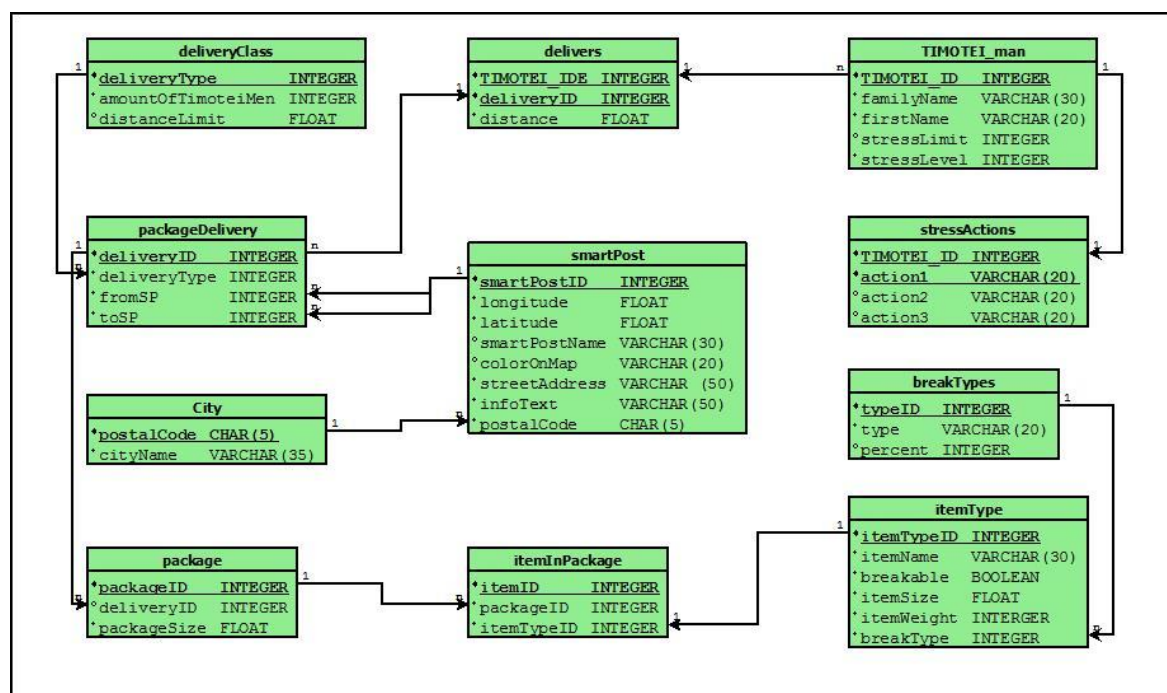 deliveryClass
deliveryType INTEGER
amountOfTimoteiMen INTEGER
distanceLimit FLOAT
delivers
TIMOTEI_IDE INTEGER
deliveryID INTEGER
distance FLOAT
TIMOTEI_man
TIMOTEI_ID INTEGER
familyName VARCHAR(30)
firstName VARCHAR(20)
stressLimit INTEGER
stressLevel INTEGER
1
1
1
n
1
packageDelivery
deliveryID INTEGER
deliveryType INTEGER
fromSP INTEGER
toSP INTEGER
1
n
n
n
n
smartPost
smartPostID INTEGER
longitude FLOAT
latitude FLOAT
smartPostName VARCHAR(30)
colorOnMap VARCHAR(20)
streetAddress VARCHAR (50)
infoText VARCHAR(50)
postalCode CHAR(5)
1
n
stressActions
TIMOTEI_ID INTEGER
action1 VARCHAR(20)
action2 VARCHAR(20)
action3 VARCHAR(20)
1
City
postalCode CHAR(5)
cityName VARCHAR(35)
1
breakTypes
typeID INTEGER
type VARCHAR(20)
percent INTEGER
1
package
packageID INTEGER
deliveryID INTEGER
packageSize FLOAT
n
1
itemInPackage
itemID INTEGER
packageID INTEGER
itemTypeID INTEGER
n
1
itemType
itemTypeID INTEGER
itemName VARCHAR(30)
breakable BOOLEAN
itemSize FLOAT
itemWeight INTERGER
breakType INTEGER
1
n